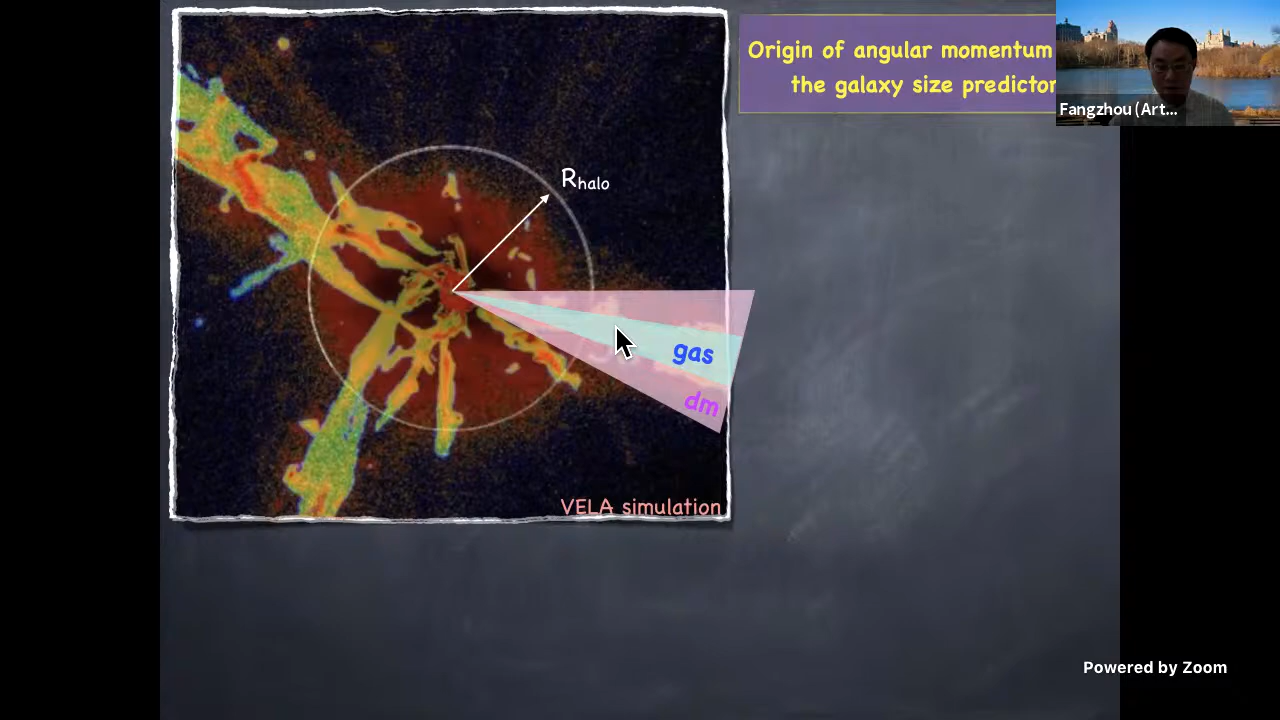 Origin of angular momentum
the galaxy size predictor
Fangzhou (Art...
Rhalo
gas
dm
VELA simulation
Powered by Zoom